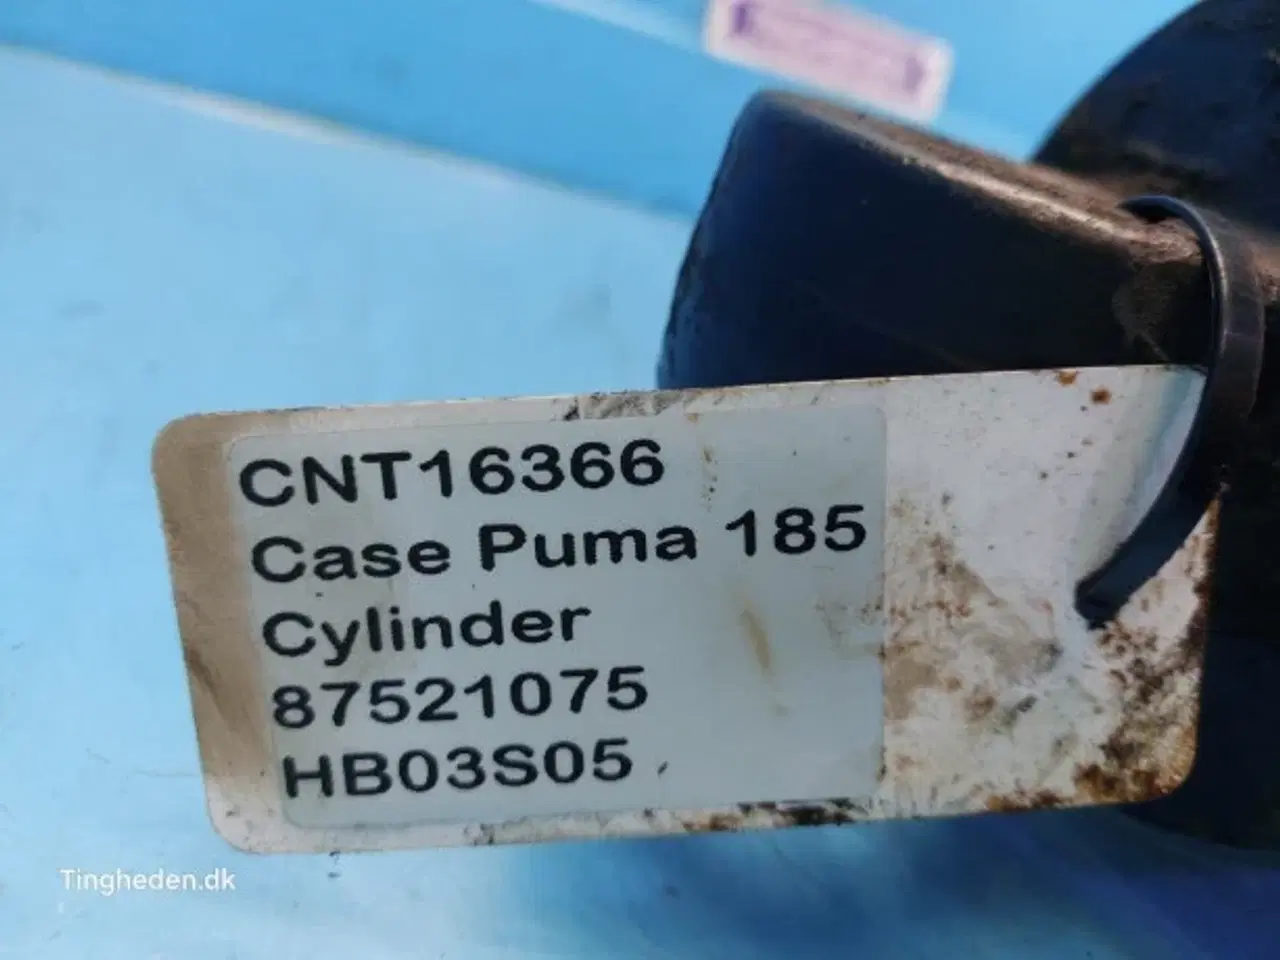 CNT16366
Case Puma 185
Cylinder
87521075
HB03S05
Tingheden.dk